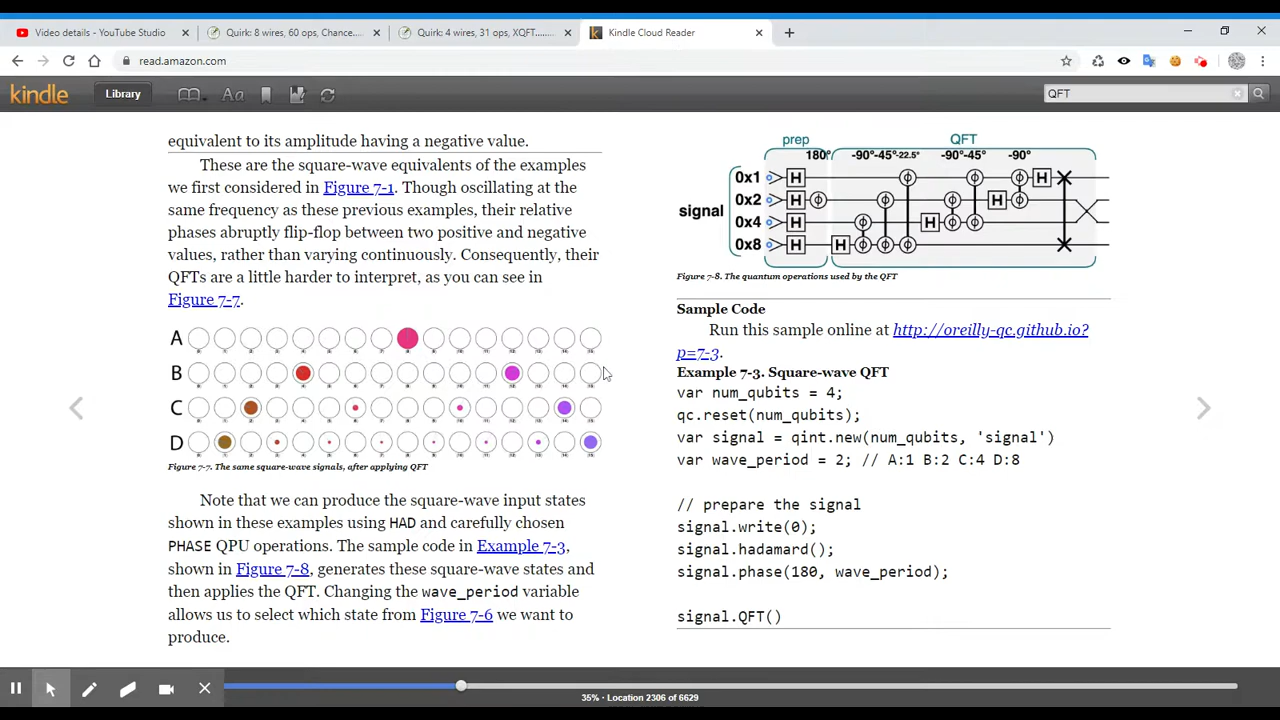 Video details - YouTube Studio
Quirk: 8 wires, 60 ops, Chance...
Quirk: 4 wires, 31 ops, XQFT......
Kindle Cloud Reader
read.amazon.com
kindle
Library
Aa
QFT
equivalent to its amplitude having a negative value.
These are the square-wave equivalents of the examples
we first considered in Figure 7-1. Though oscillating at the
same frequency as these previous examples, their relative
phases abruptly flip-flop between two positive and negative
values, rather than varying continuously. Consequently, their
QFTs are a little harder to interpret, as you can see in
Figure 7-7.
A
B
C
D
Figure 7-7. The same square-wave signals, after applying QFT
Note that we can produce the square-wave input states
shown in these examples using HAD and carefully chosen
PHASE QPU operations. The sample code in Example 7-3,
shown in Figure 7-8, generates these square-wave states and
then applies the QFT. Changing the wave_period variable
allows us to select which state from Figure 7-6 we want to
produce.
prep QFT
180° -90°-45°-22.5° -90°-45° -90°
0x1 H H
0x2 H H
signal
0x4 H H
0x8 H H
Figure 7-8. The quantum operations used by the QFT
Sample Code
Run this sample online at http://oreilly-qc.github.io?
p=7-3.
Example 7-3. Square-wave QFT
var num_qubits = 4;
qc.reset(num_qubits);
var signal = qint.new(num_qubits, 'signal')
var wave_period = 2; // A:1 B:2 C:4 D:8
// prepare the signal
signal.write(0);
signal.hadamard();
signal.phase(180, wave_period);
signal.QFT()
35% · Location 2306 of 6629